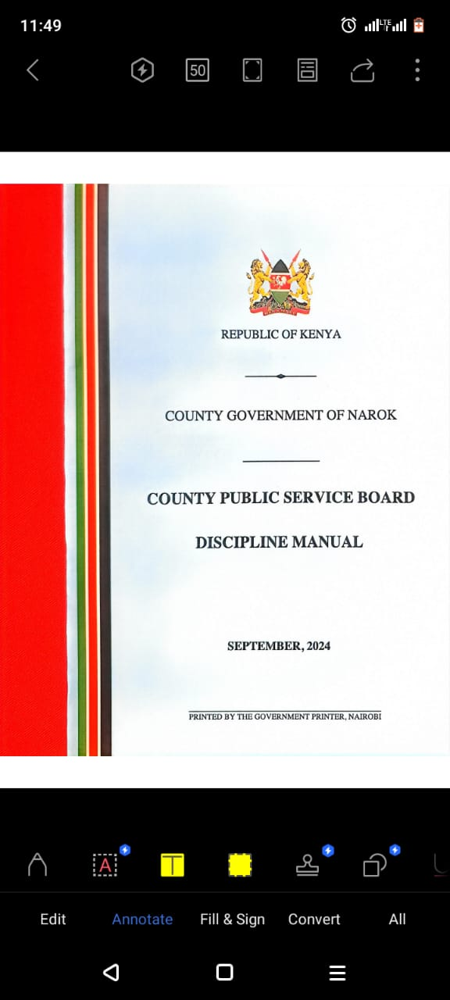 11:49
LTE
50
REPUBLIC OF KENYA
COUNTY GOVERNMENT OF NAROK
COUNTY PUBLIC SERVICE BOARD
DISCIPLINE MANUAL
SEPTEMBER, 2024
PRINTED BY THE GOVERNMENT PRINTER, NAIROBI
A
T
Edit
Annotate
Fill & Sign
Convert
All